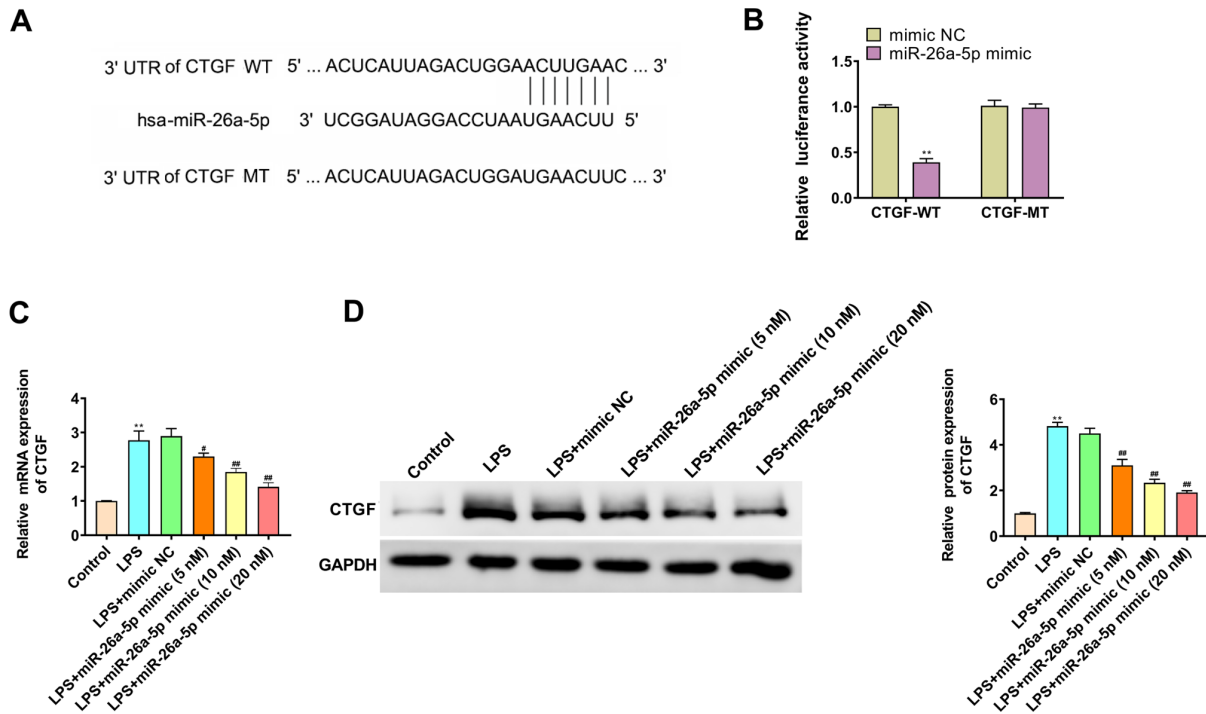 A
3' UTR of CTGF WT 5' ... ACUCAUUAGACUGGAACUUGAAC ... 3'
hsa-miR-26a-5p 3' UCGGAUAGGACCUAAUGAACUU 5'
3' UTR of CTGF MT 5' ... ACUCAUUAGACUGGAUGAACUUC ... 3'
B
mimic NC
miR-26a-5p mimic
Relative luciferance activity
1.5
1.0
0.5
0.0
**
CTGF-WT CTGF-MT
C
Relative mRNA expression
of CTGF
4
3
2
1
0
** # ## ##
Control
LPS
LPS+mimic NC
LPS+miR-26a-5p mimic (5 nM)
LPS+miR-26a-5p mimic (10 nM)
LPS+miR-26a-5p mimic (20 nM)
D
Control
LPS
LPS+mimic NC
LPS+miR-26a-5p mimic (5 nM)
LPS+miR-26a-5p mimic (10 nM)
LPS+miR-26a-5p mimic (20 nM)
CTGF
GAPDH
Relative protein expression
of CTGF
6
4
2
0
** ## ## ##
Control
LPS
LPS+mimic NC
LPS+miR-26a-5p mimic (5 nM)
LPS+miR-26a-5p mimic (10 nM)
LPS+miR-26a-5p mimic (20 nM)